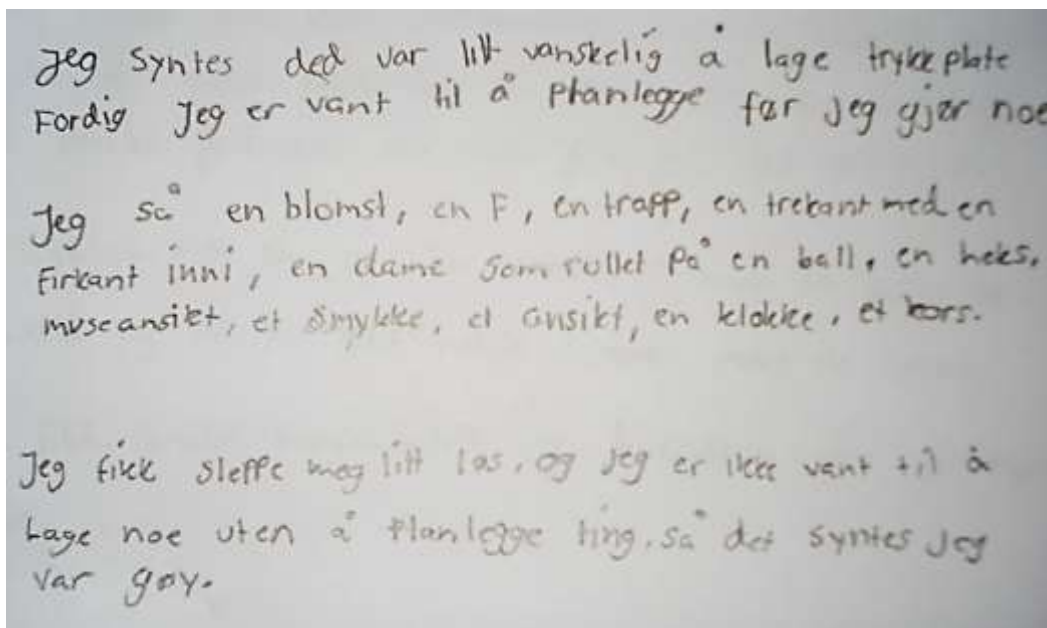 Jeg Syntes ded var litt vanskelig å lage trykkplate
Fordig Jeg er vant til å Phanlegge før jeg gjør noe
Jeg så en blomst, en F, en trapp, en trekant med en
Firkant inni, en dame som rullet På en ball, en heks,
museansikt, et smykke, et ansikt, en klokke, et kors.
Jeg fikk sleppe meg litt løs, og jeg er ikke vant til å
Lage noe uten å Planlegge ting, så det syntes Jeg
var gøy.